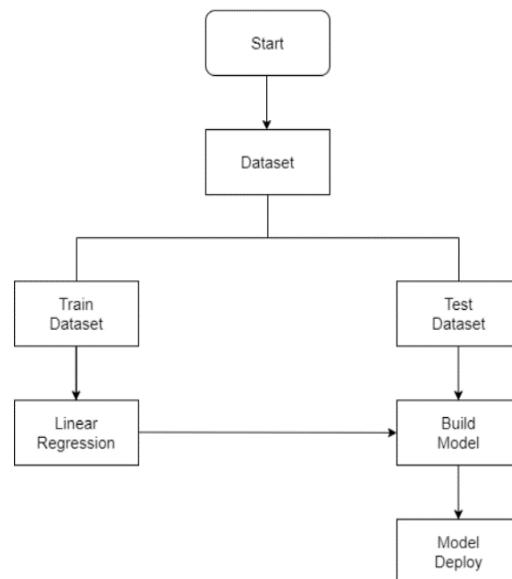 Start
Dataset
Train
Dataset
Test
Dataset
Linear
Regression
Build
Model
Model
Deploy